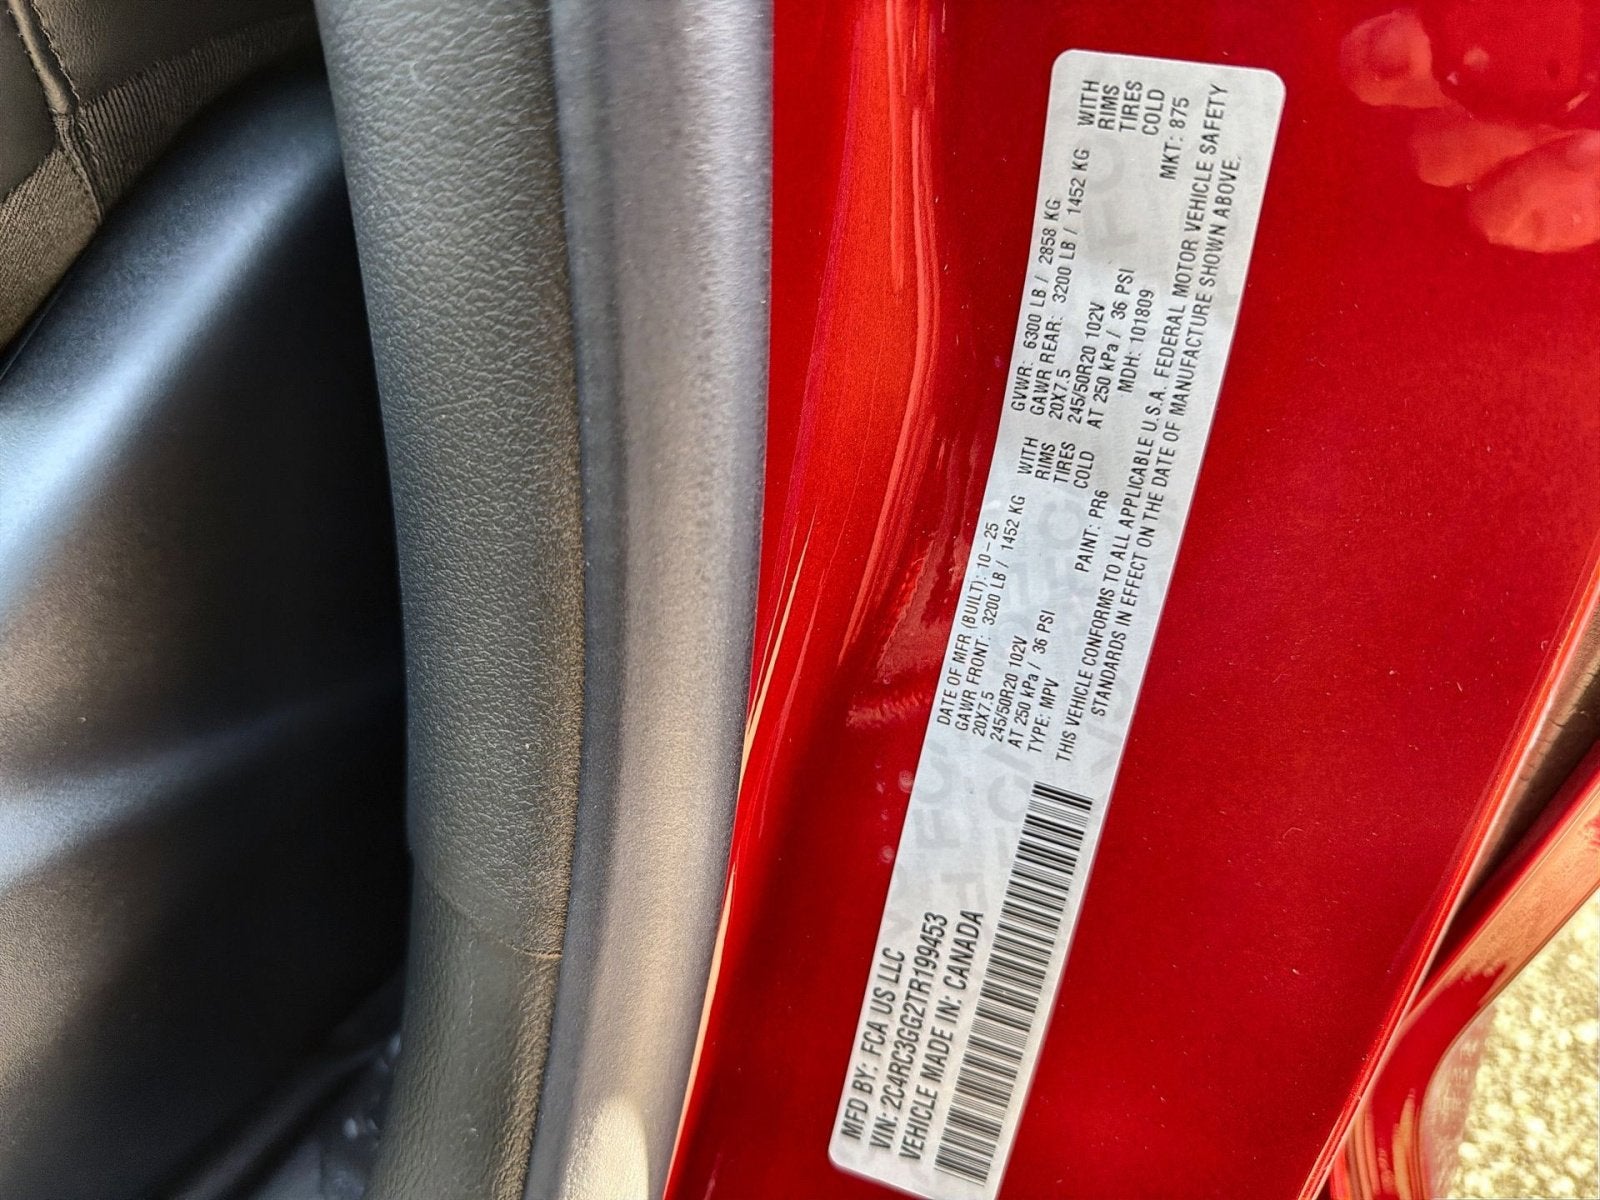 MFD BY: FCA US LLC
VIN: 2C4RC3GG2TR199453
VEHICLE MADE IN: CANADA
DATE OF MFR (BUILT): 10-25 GVWR: 6300 LB / 2858 KG
GAWR FRONT: 3200 LB / 1452 KG WITH GAWR REAR: 3200 LB / 1452 KG WITH
20X7.5 RIMS 20X7.5 RIMS
245/50R20 102V TIRES 245/50R20 102V TIRES
AT 250 kPa / 36 PSI COLD AT 250 kPa / 36 PSI COLD
TYPE: MPV PAINT: PR6 MDH: 101809 MKT: 875
THIS VEHICLE CONFORMS TO ALL APPLICABLE U.S.A. FEDERAL MOTOR VEHICLE SAFETY
STANDARDS IN EFFECT ON THE DATE OF MANUFACTURE SHOWN ABOVE.